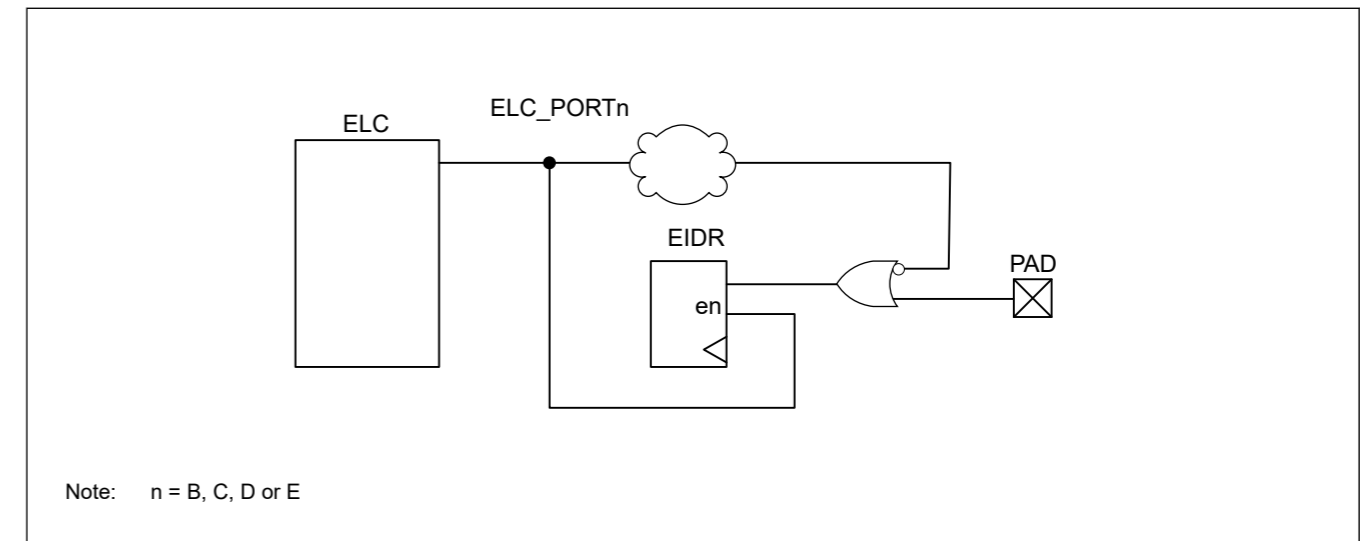 ELC_PORTn
ELC
EIDR
PAD
en
Note: n = B, C, D or E